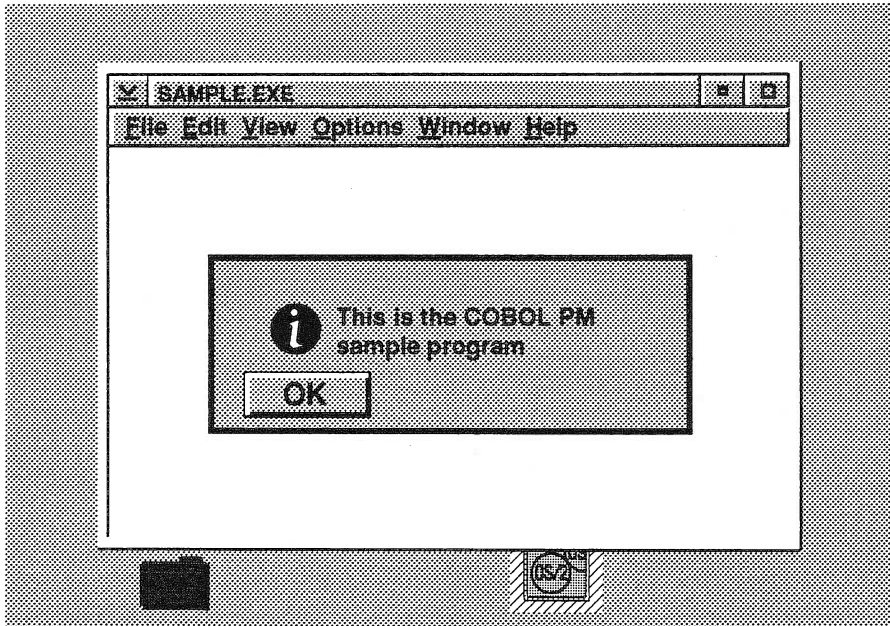 SAMPLE.EXE
File Edit View Options Window Help
This is the COBOL PM
sample program
OK
OS/2